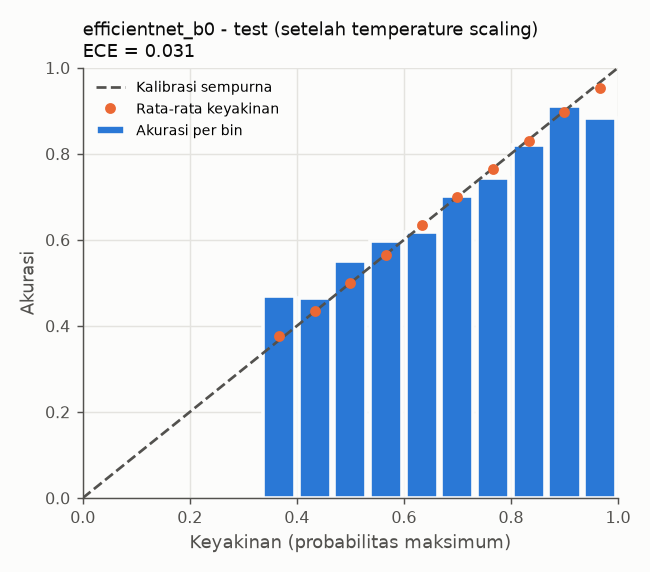 efficientnet_b0 - test (setelah temperature scaling)
ECE = 0.031
Kalibrasi sempurna
Rata-rata keyakinan
Akurasi per bin
Akurasi
1.0
0.8
0.6
0.4
0.2
0.0
0.0 0.2 0.4 0.6 0.8 1.0
Keyakinan (probabilitas maksimum)